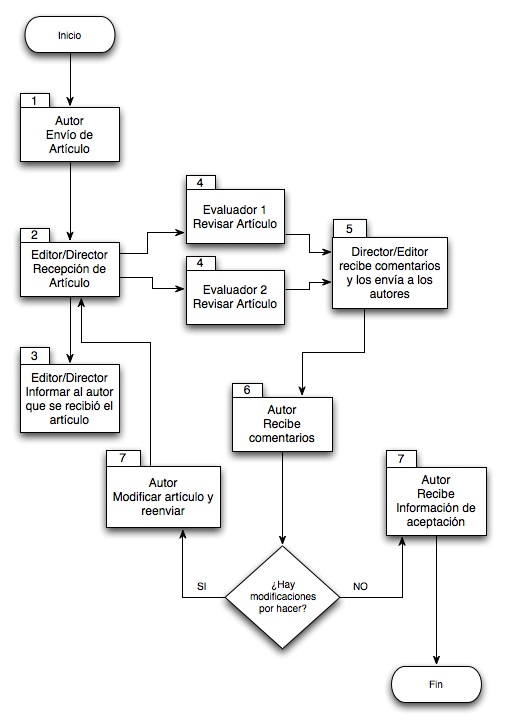 Inicio
1
Autor
Envío de
Artículo
2
Editor/Director
Recepción de
Artículo
4
Evaluador 1
Revisar Artículo
4
Evaluador 2
Revisar Artículo
5
Director/Editor
recibe comentarios
y los envía a los
autores
3
Editor/Director
Informar al autor
que se recibió el
artículo
6
Autor
Recibe
comentarios
7
Autor
Modificar artículo y
reenviar
7
Autor
Recibe
Información de
aceptación
SI
¿Hay
modificaciones
por hacer?
NO
Fin